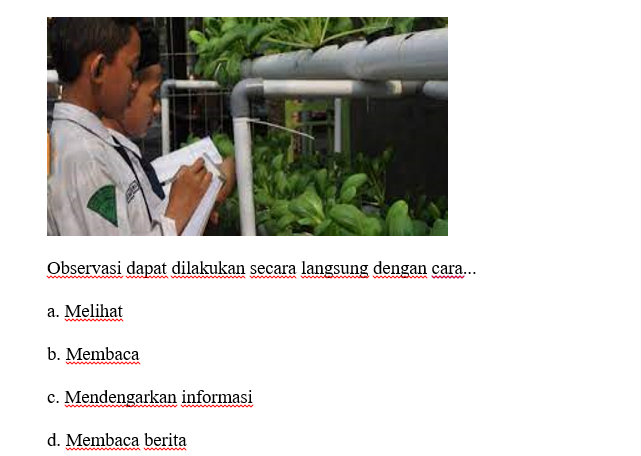 Observasi dapat dilakukan secara langsung dengan cara...
a. Melihat
b. Membaca
c. Mendengarkan informasi
d. Membaca berita